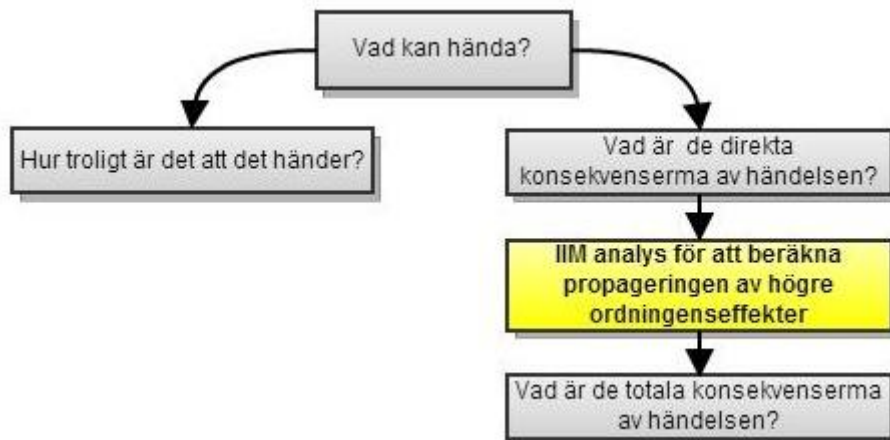 Vad kan hända?
Hur troligt är det att det händer?
Vad är de direkta
konsekvenserma av händelsen?
IIM analys för att beräkna
propageringen av högre
ordningenseffekter
Vad är de totala konsekvenserma
av händelsen?